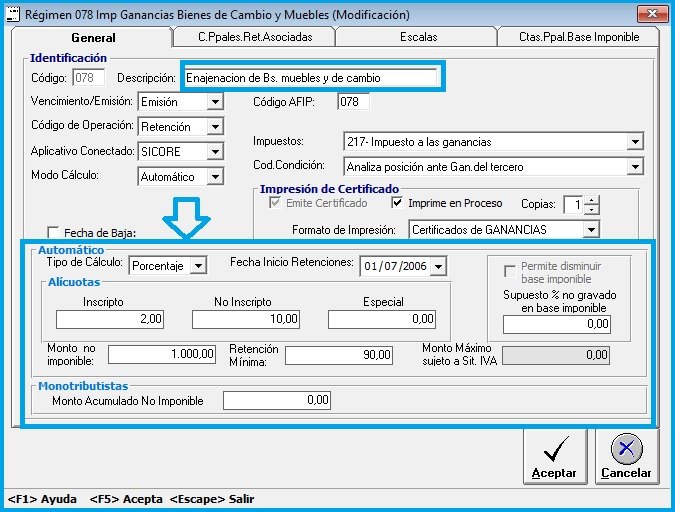 Régimen 078 Imp Ganancias Bienes de Cambio y Muebles (Modificación)
General C.Ppales.Ret.Asociadas Escalas Ctas.Ppal.Base Imponible
Identificación
Código: 078 Descripción: Enajenacion de Bs. muebles y de cambio
Vencimiento/Emisión: Emisión Código AFIP: 078
Código de Operación: Retención
Impuestos: 217- Impuesto a las ganancias
Aplicativo Conectado: SICORE
Cod.Condición: Analiza posición ante Gan.del tercero
Modo Cálculo: Automático
Impresión de Certificado
Emite Certificado Imprime en Proceso Copias: 1
Fecha de Baja:
Formato de Impresión: Certificados de GANANCIAS
Automático
Tipo de Cálculo: Porcentaje Fecha Inicio Retenciones: 01/07/2006
Permite disminuir
base imponible
Alícuotas
Inscripto No Inscripto Especial
2,00 10,00 0,00
Supuesto % no gravado
en base imponible
0,00
Monto no
imponible: 1.000,00
Retención
Mínima: 90,00
Monto Máximo
sujeto a Sit. IVA 0,00
Monotributistas
Monto Acumulado No Imponible 0,00
Aceptar Cancelar
<F1> Ayuda <F5> Acepta <Escape> Salir